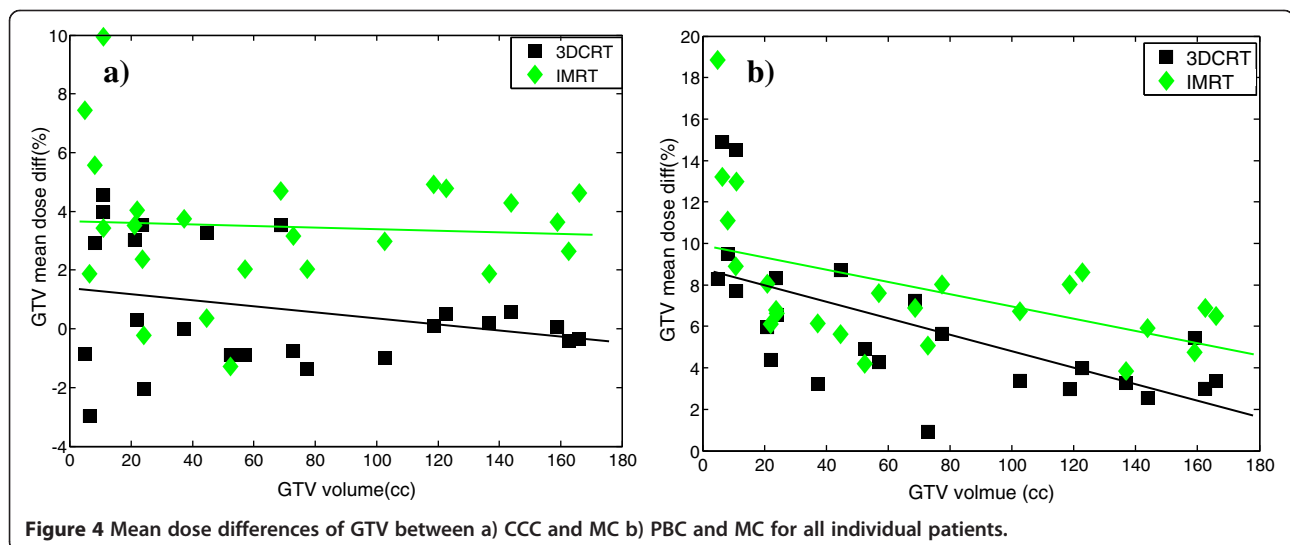 a)
3DCRT
IMRT
10
8
6
4
2
0
-2
-4
GTV mean dose diff(%)
0 20 40 60 80 100 120 140 160 180
GTV volume(cc)
b)
3DCRT
IMRT
20
18
16
14
12
10
8
6
4
2
0
GTV mean dose diff(%)
0 20 40 60 80 100 120 140 160 180
GTV volmue (cc)
Figure 4 Mean dose differences of GTV between a) CCC and MC b) PBC and MC for all individual patients.